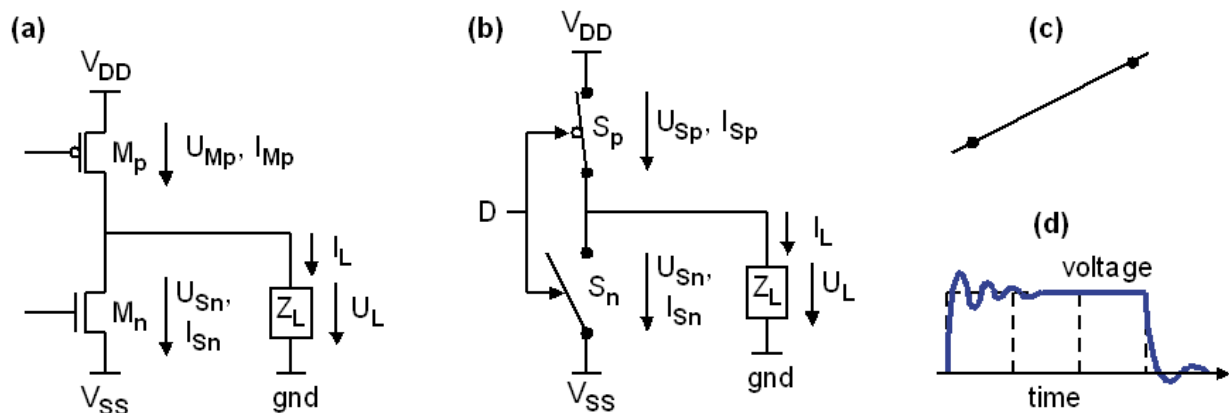 (a)
V_DD
M_p
U_Mp, I_Mp
I_L
M_n
U_Sn,
I_Sn
Z_L
U_L
V_SS
gnd
(b)
V_DD
S_p
U_Sp, I_Sp
D
I_L
S_n
U_Sn,
I_Sn
Z_L
U_L
V_SS
gnd
(c)
(d)
voltage
time